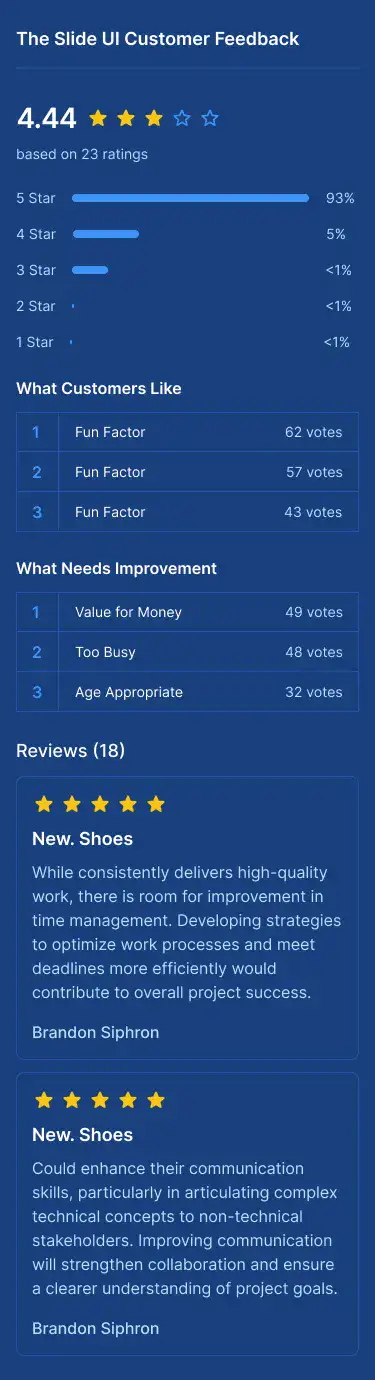 The Slide UI Customer Feedback
4.44
based on 23 ratings
5 Star 93%
4 Star 5%
3 Star <1%
2 Star <1%
1 Star <1%
What Customers Like
1 Fun Factor 62 votes
2 Fun Factor 57 votes
3 Fun Factor 43 votes
What Needs Improvement
1 Value for Money 49 votes
2 Too Busy 48 votes
3 Age Appropriate 32 votes
Reviews (18)
New. Shoes
While consistently delivers high-quality
work, there is room for improvement in
time management. Developing strategies
to optimize work processes and meet
deadlines more efficiently would
contribute to overall project success.
Brandon Siphron
New. Shoes
Could enhance their communication
skills, particularly in articulating complex
technical concepts to non-technical
stakeholders. Improving communication
will strengthen collaboration and ensure
a clearer understanding of project goals.
Brandon Siphron